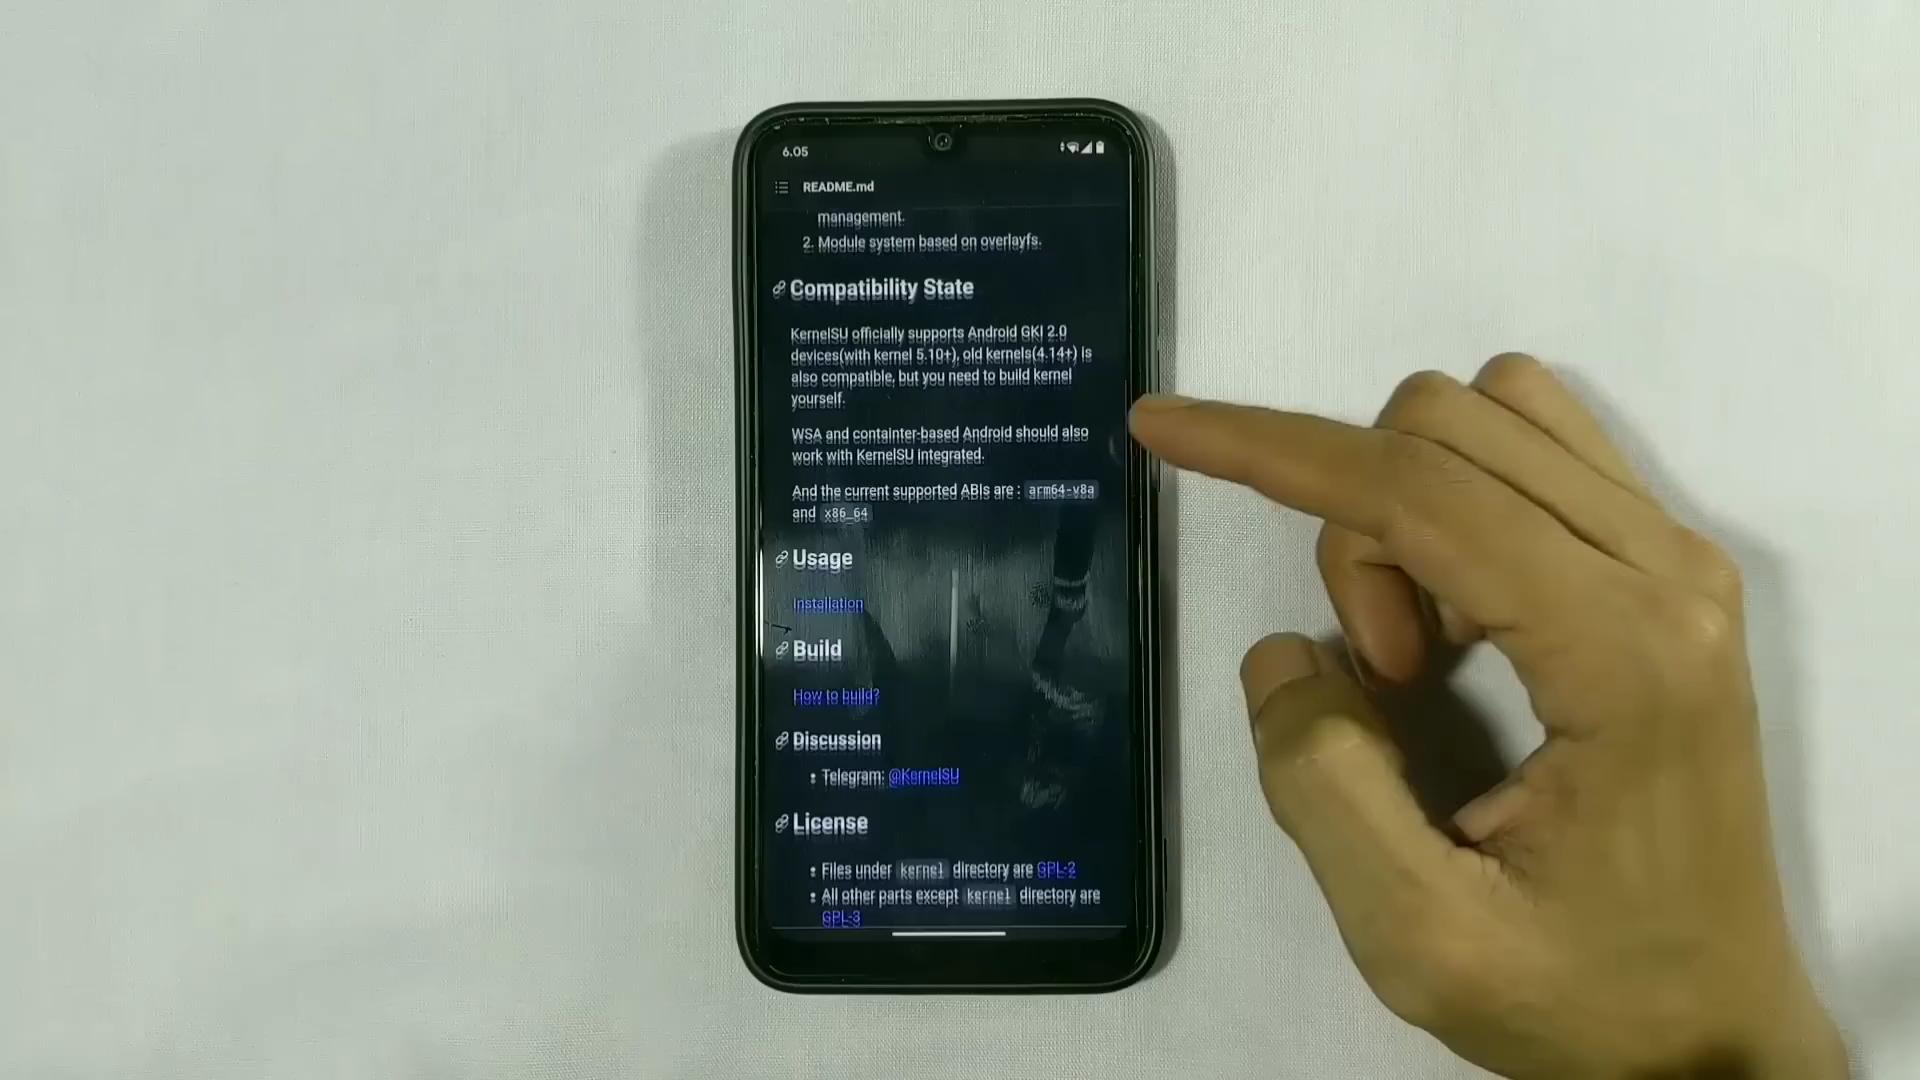 6.05
README.md
management.
2. Module system based on overlayfs.
Compatibility State
KernelSU officially supports Android GKI 2.0
devices(with kernel 5.10+), old kernels(4.14+) is
also compatible, but you need to build kernel
yourself.
WSA and containter-based Android should also
work with KernelSU integrated.
And the current supported ABIs are : arm64-v8a
and x86_64
Usage
Installation
Build
How to build?
Discussion
• Telegram: @KernelSU
License
• Files under kernel directory are GPL-2
• All other parts except kernel directory are
GPL-3